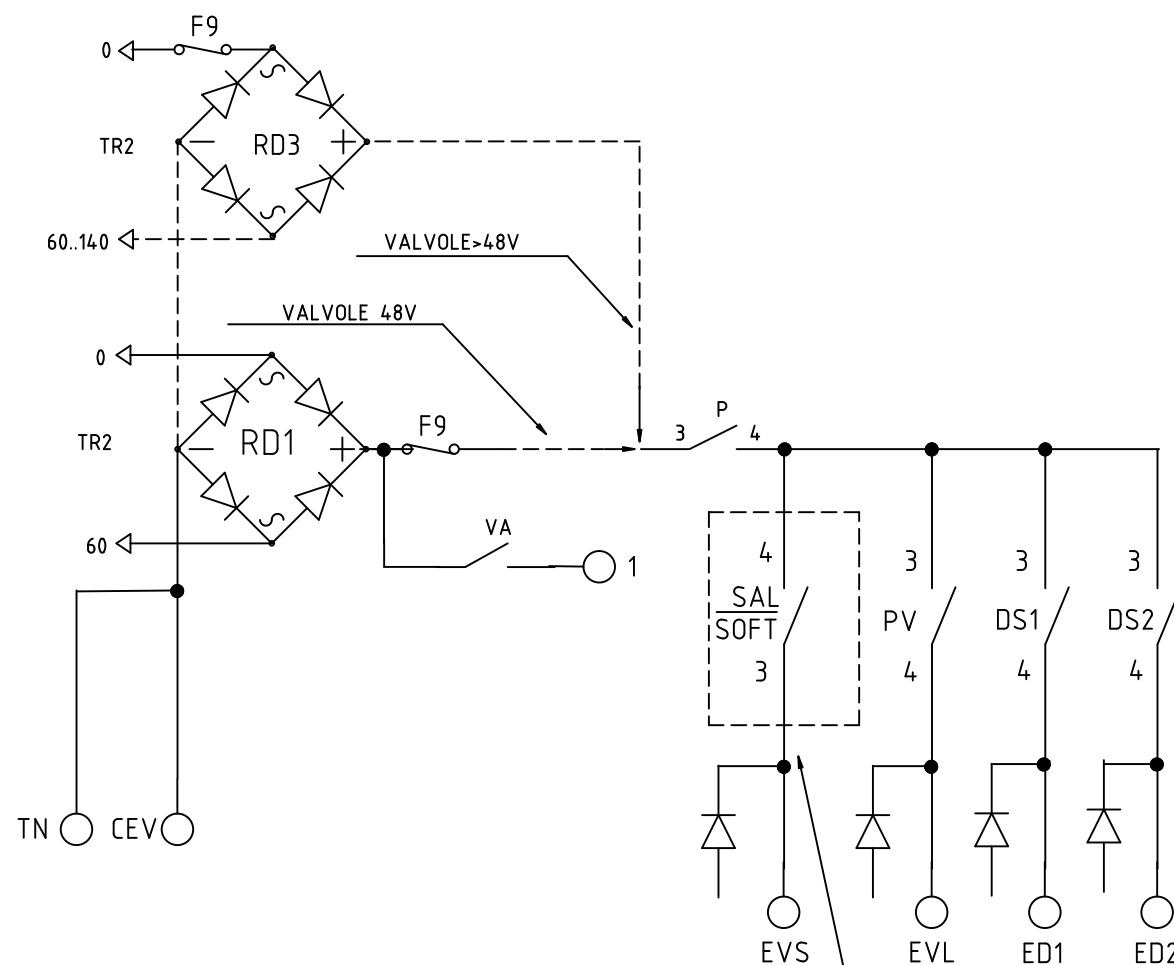 F9
0
TR2
RD3
60..140
VALVOLE>48V
VALVOLE 48V
0
TR2
RD1
F9
3 P 4
60
VA
1
4
SAL
SOFT
3
3
PV
4
3
DS1
4
3
DS2
4
TN
CEV
EVS
EVL
ED1
ED2